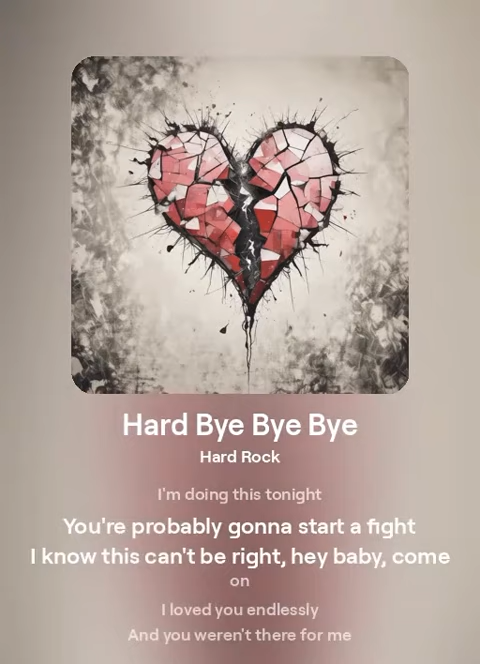 Hard Bye Bye Bye
Hard Rock
I'm doing this tonight
You're probably gonna start a fight
I know this can't be right, hey baby, come
on
I loved you endlessly
And you weren't there for me